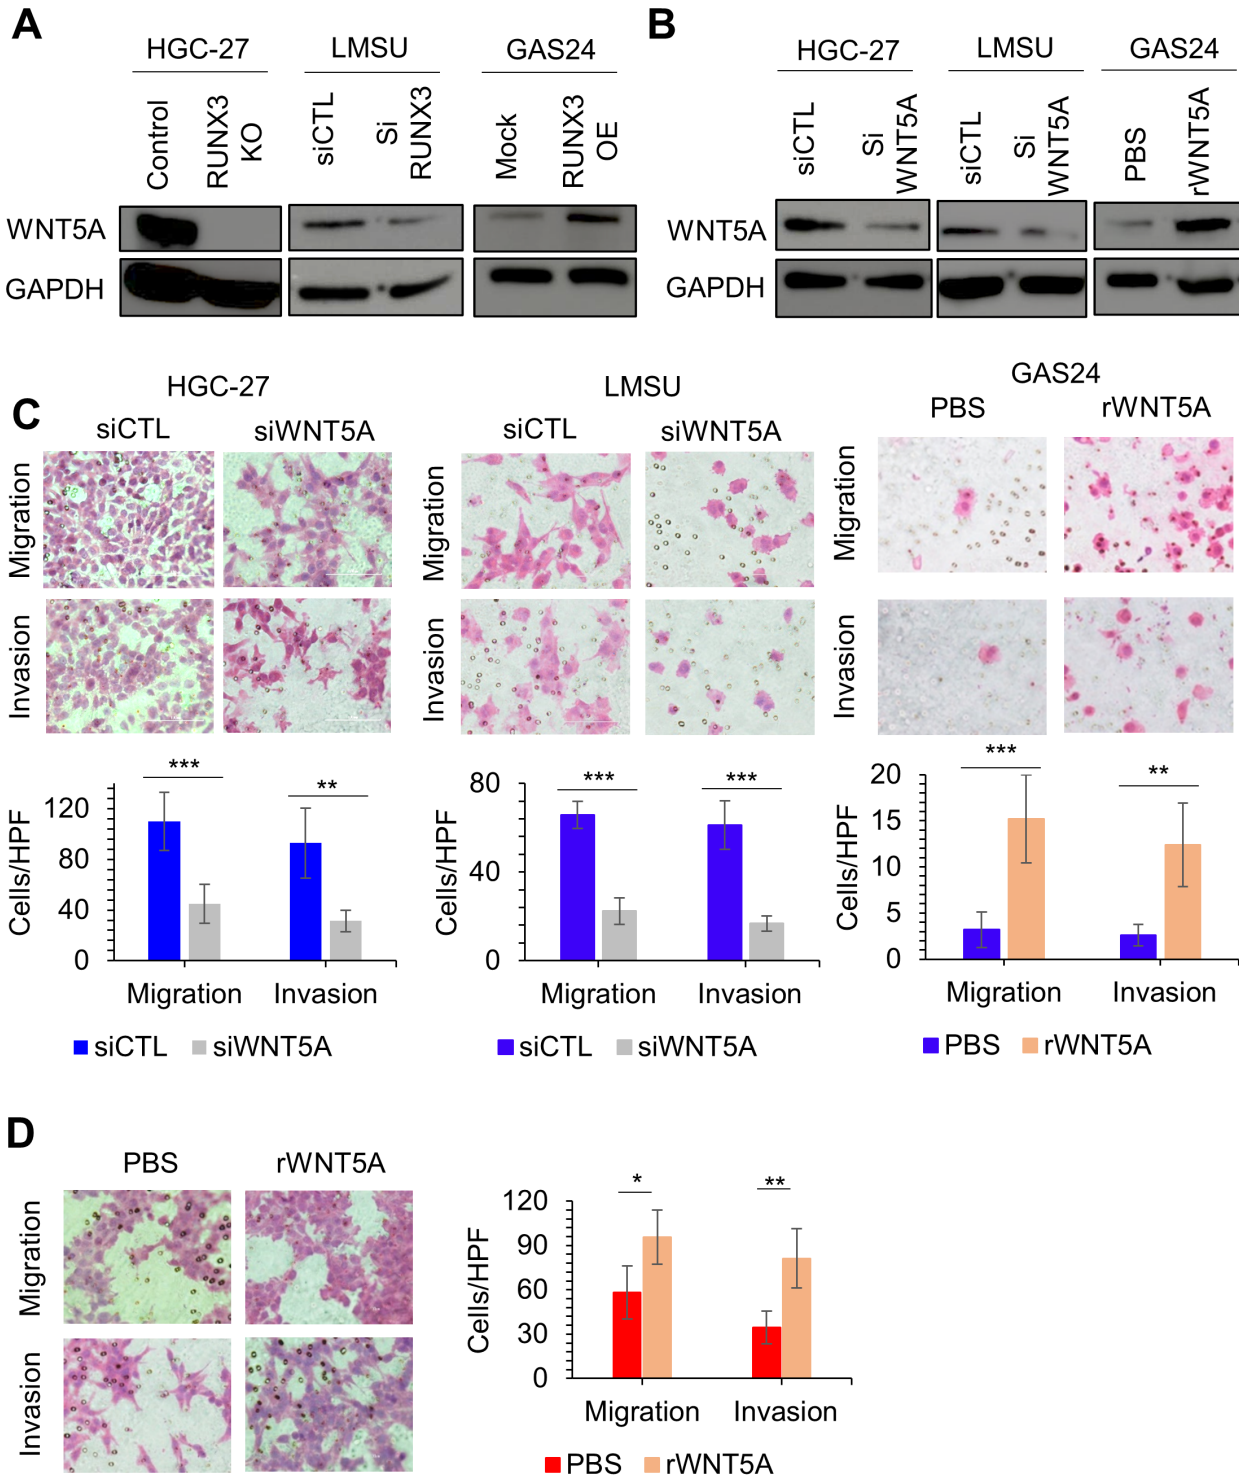 A
HGC-27 LMSU GAS24
Control RUNX3 KO siCTL Si RUNX3 Mock RUNX3 OE
WNT5A
GAPDH
B
HGC-27 LMSU GAS24
siCTL Si WNT5A siCTL Si WNT5A PBS rWNT5A
WNT5A
GAPDH
C
HGC-27
siCTL siWNT5A
Migration
Invasion
LMSU
siCTL siWNT5A
Migration
Invasion
GAS24
PBS rWNT5A
Migration
Invasion
*** **
Cells/HPF
120
80
40
0
Migration Invasion
siCTL siWNT5A
*** ***
Cells/HPF
80
40
0
Migration Invasion
siCTL siWNT5A
*** **
Cells/HPF
20
15
10
5
0
Migration Invasion
PBS rWNT5A
D
PBS rWNT5A
Migration
Invasion
* **
Cells/HPF
120
90
60
30
0
Migration Invasion
PBS rWNT5A